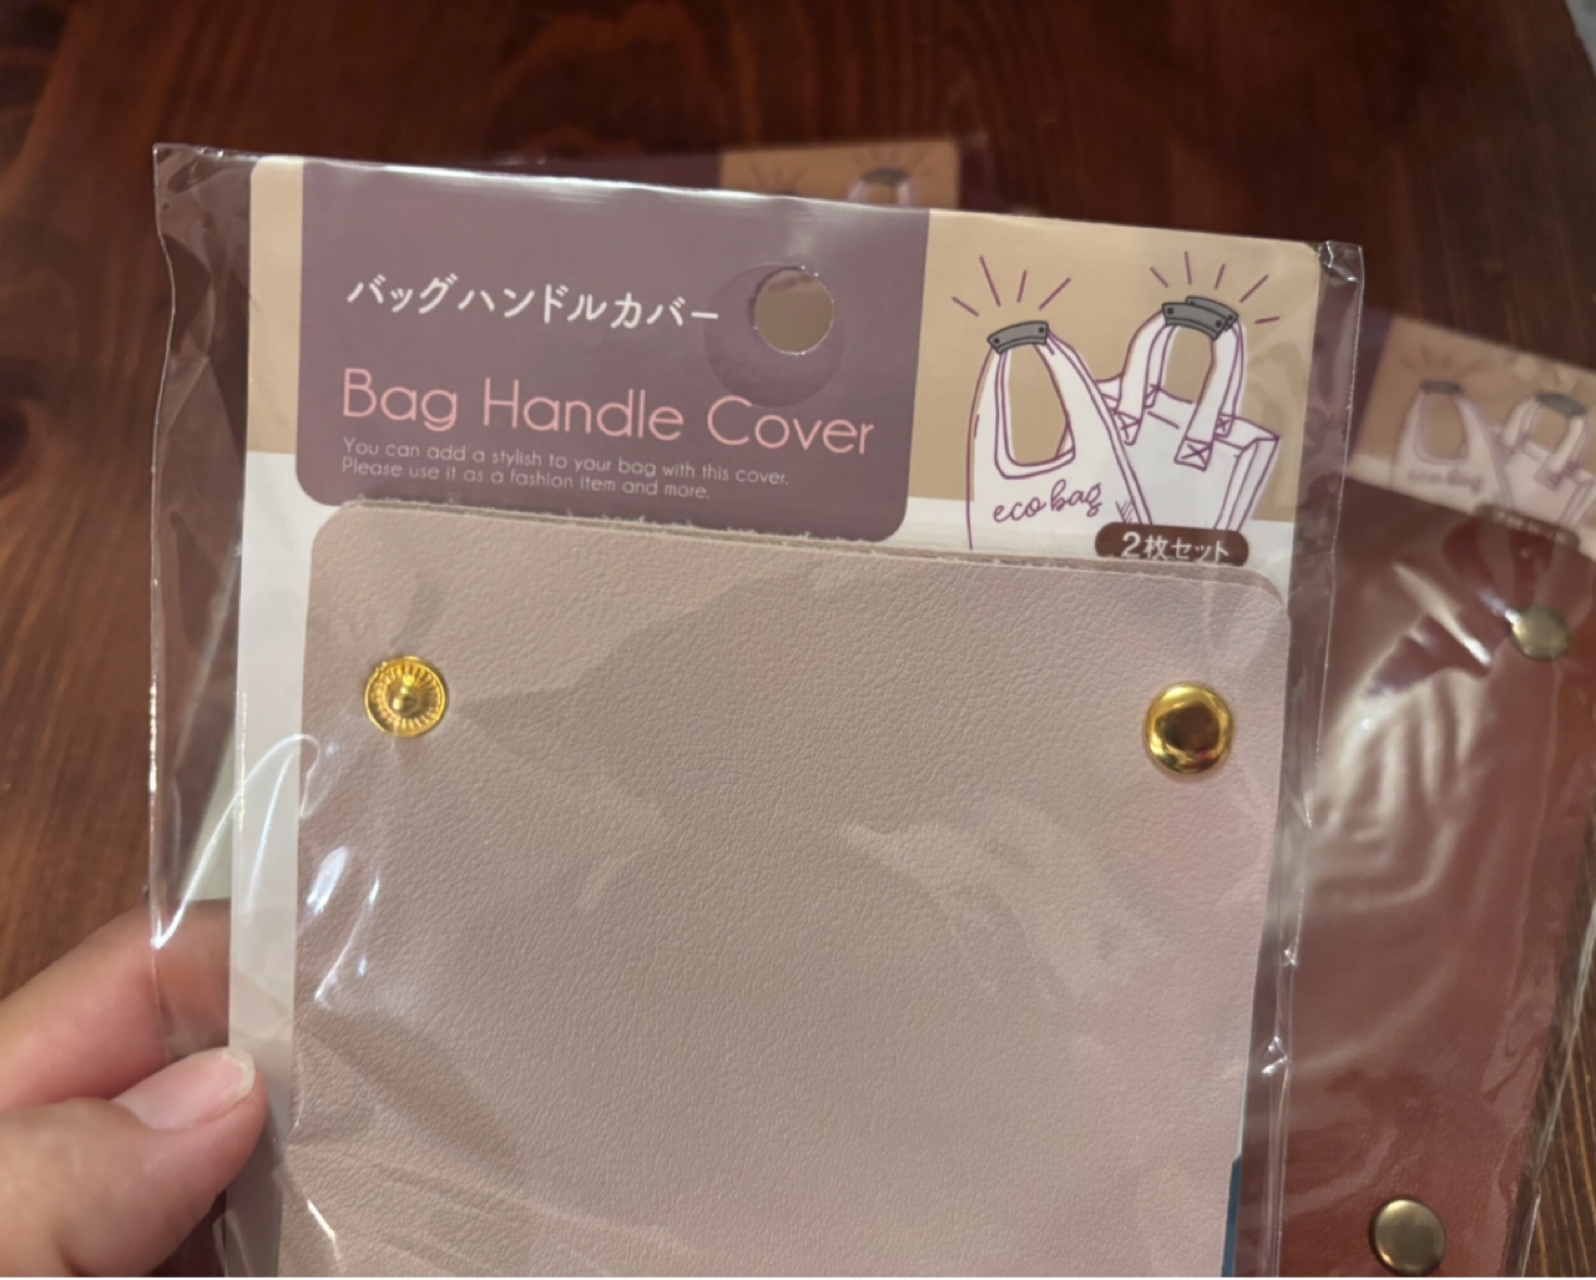 バッグハンドルカバー
Bag Handle Cover
You can add a stylish to your bag with this cover.
Please use it as a fashion item and more.
eco bag
2枚セット
eco bag